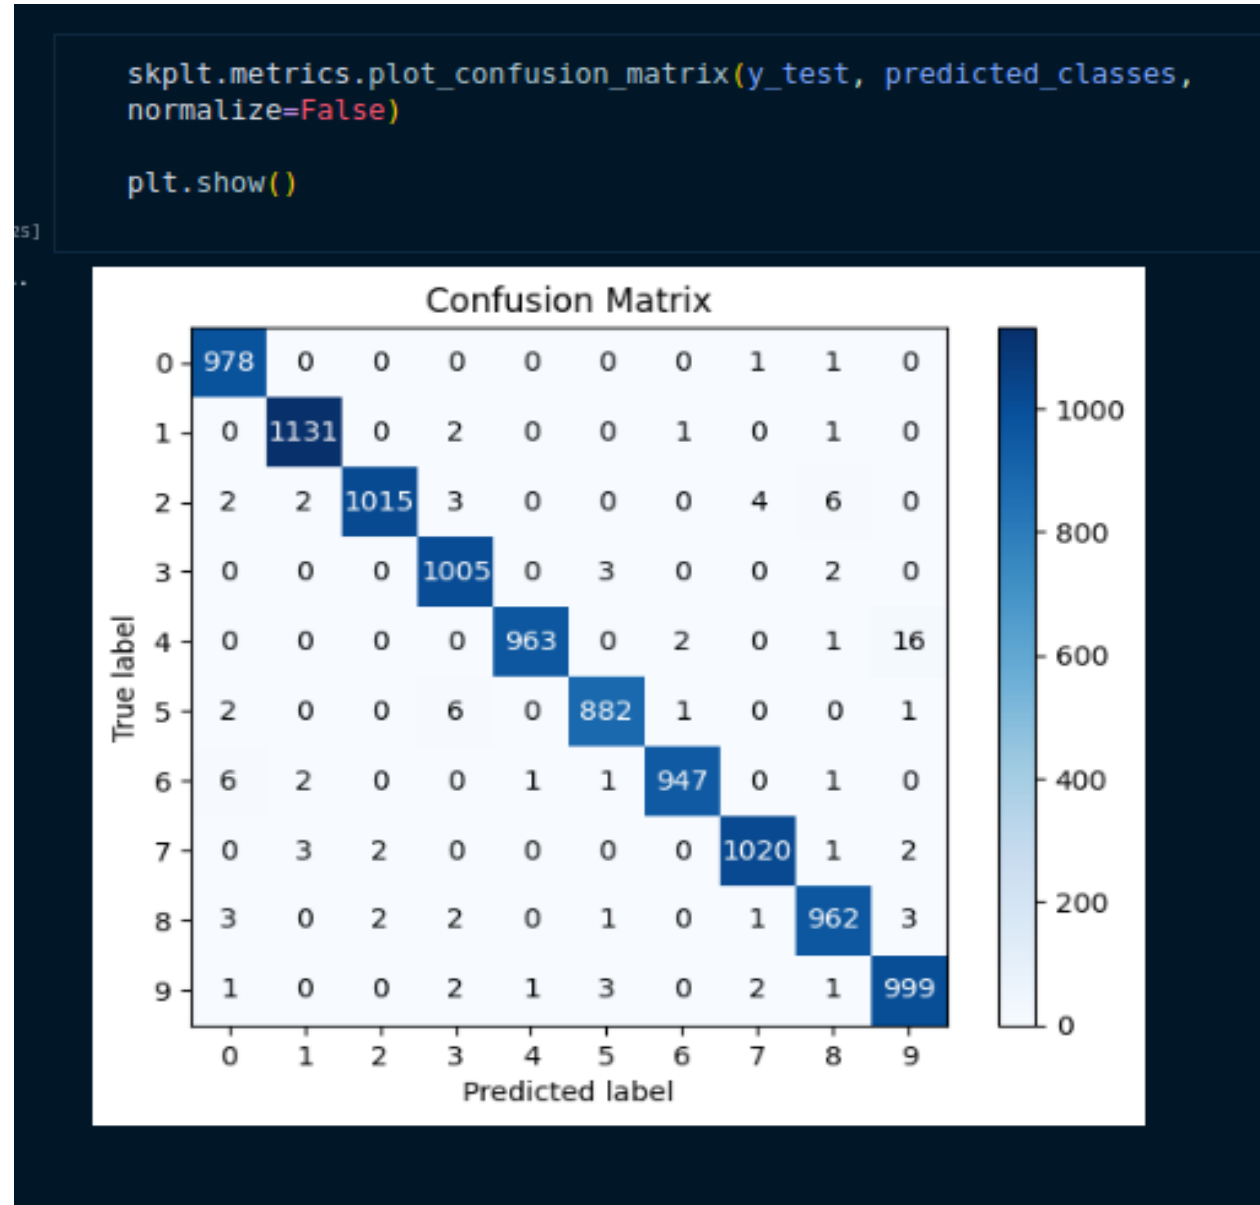 skplt.metrics.plot_confusion_matrix(y_test, predicted_classes,
normalize=False)
plt.show()
Confusion Matrix
0 978 0 0 0 0 0 0 1 1 0
1 0 1131 0 2 0 0 1 0 1 0
2 2 2 1015 3 0 0 0 4 6 0
3 0 0 0 1005 0 3 0 0 2 0
4 0 0 0 0 963 0 2 0 1 16
5 2 0 0 6 0 882 1 0 0 1
6 6 2 0 0 1 1 947 0 1 0
7 0 3 2 0 0 0 0 1020 1 2
8 3 0 2 2 0 1 0 1 962 3
9 1 0 0 2 1 3 0 2 1 999
0 1 2 3 4 5 6 7 8 9
Predicted label
True label
1000
800
600
400
200
0